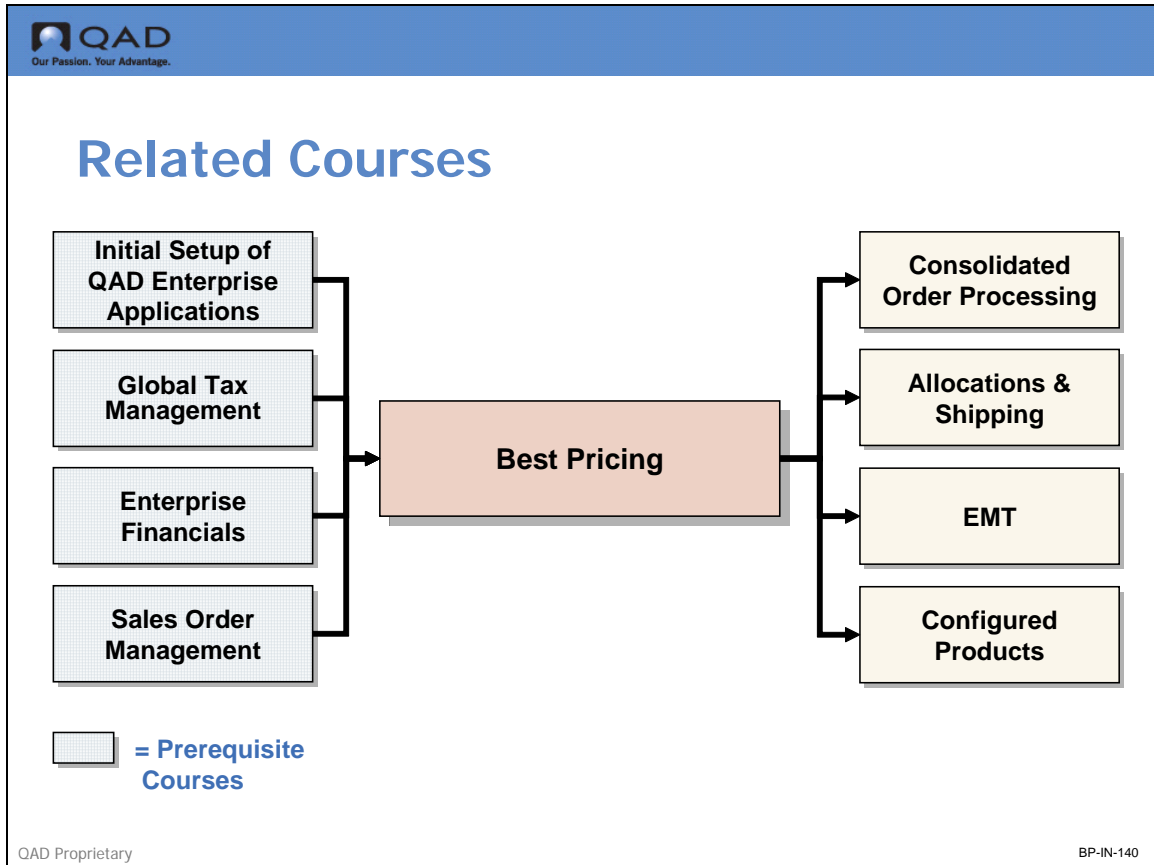 QAD
Our Passion. Your Advantage.
Related Courses
Initial Setup of
QAD Enterprise
Applications
Global Tax
Management
Enterprise
Financials
Sales Order
Management
Best Pricing
Consolidated
Order Processing
Allocations &
Shipping
EMT
Configured
Products
= Prerequisite
Courses
QAD Proprietary
BP-IN-140